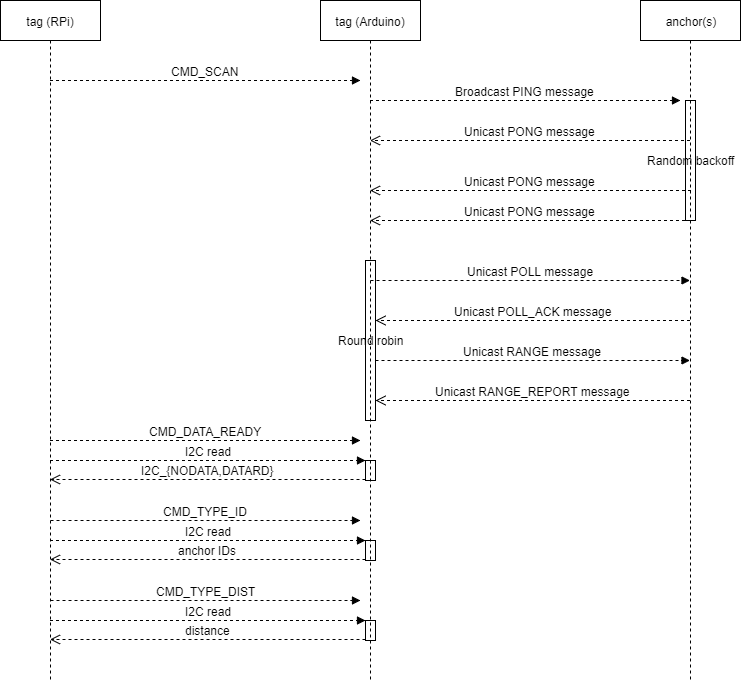 tag (RPi)
tag (Arduino)
anchor(s)
CMD_SCAN
Broadcast PING message
Unicast PONG message
Random backoff
Unicast PONG message
Unicast PONG message
Unicast POLL message
Unicast POLL_ACK message
Round robin
Unicast RANGE message
Unicast RANGE_REPORT message
CMD_DATA_READY
I2C read
I2C_{NODATA,DATARD}
CMD_TYPE_ID
I2C read
anchor IDs
CMD_TYPE_DIST
I2C read
distance